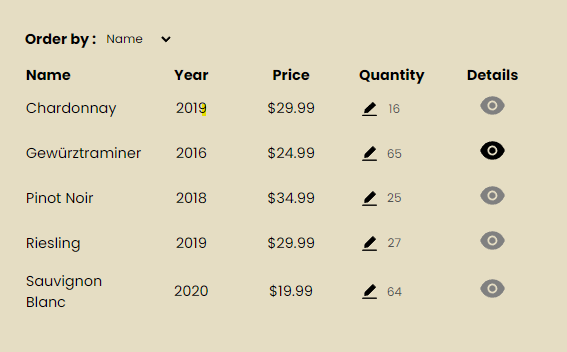 Order by : Name
Name Year Price Quantity Details
Chardonnay 2019 $29.99 16
Gewürztraminer 2016 $24.99 65
Pinot Noir 2018 $34.99 25
Riesling 2019 $29.99 27
Sauvignon
Blanc 2020 $19.99 64